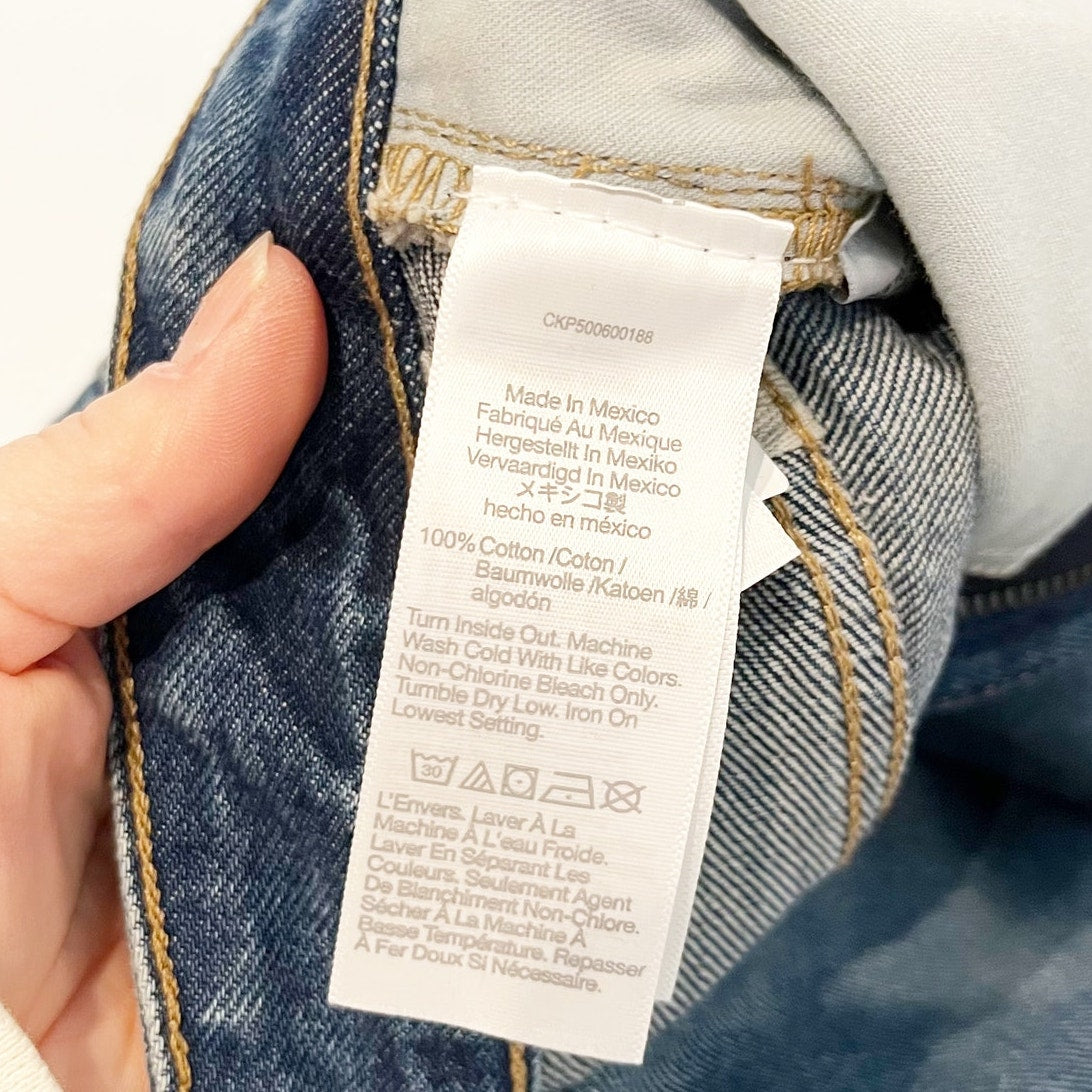 CKP500600188
Made In Mexico
Fabriqué Au Mexique
Hergestellt In Mexiko
Vervaardigd In Mexico
メキシコ製
hecho en méxico
100% Cotton /Coton /
Baumwolle /Katoen /綿 /
algodón
Turn Inside Out. Machine
Wash Cold With Like Colors.
Non-Chlorine Bleach Only.
Tumble Dry Low. Iron On
Lowest Setting.
30
L'Envers. Laver À La
Machine À L'eau Froide.
Laver En Séparant Les
Couleurs. Seulement Agent
De Blanchiment Non-Chlore.
Sécher À La Machine À
Basse Température. Repasser
À Fer Doux Si Nécessaire.